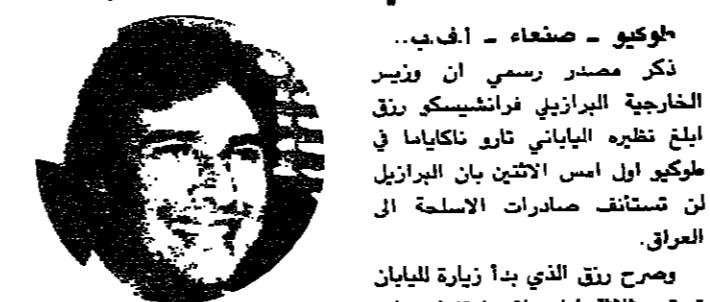 طوكيو ـ صنعاء ـ أ.ف.ب..
ذكر مصدر رسمي ان وزير
الخارجية البرازيلي فرانشيسكو رزق
ابلغ نظيره الياباني تارو ناكاياما في
طوكيو اول امس الاثنين بان البرازيل
لن تستأنف صادرات الاسلحة الى
العراق.
وصرح رزق الذي بدأ زيارة لليابان